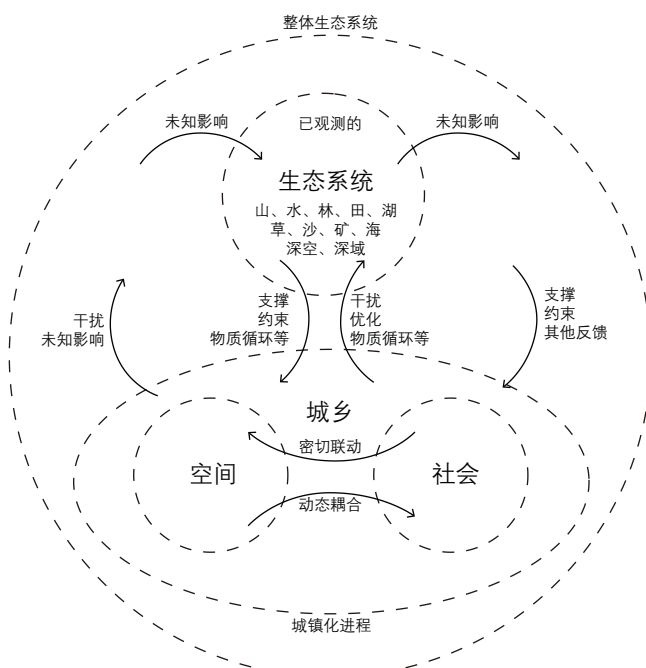 整体生态系统
未知影响
已观测的
未知影响
生态系统
山、水、林、田、湖
草、沙、矿、海
深空、深域
干扰
未知影响
支撑
约束
物质循环等
干扰
优化
物质循环等
支撑
约束
其他反馈
城乡
密切联动
空间
社会
动态耦合
城镇化进程